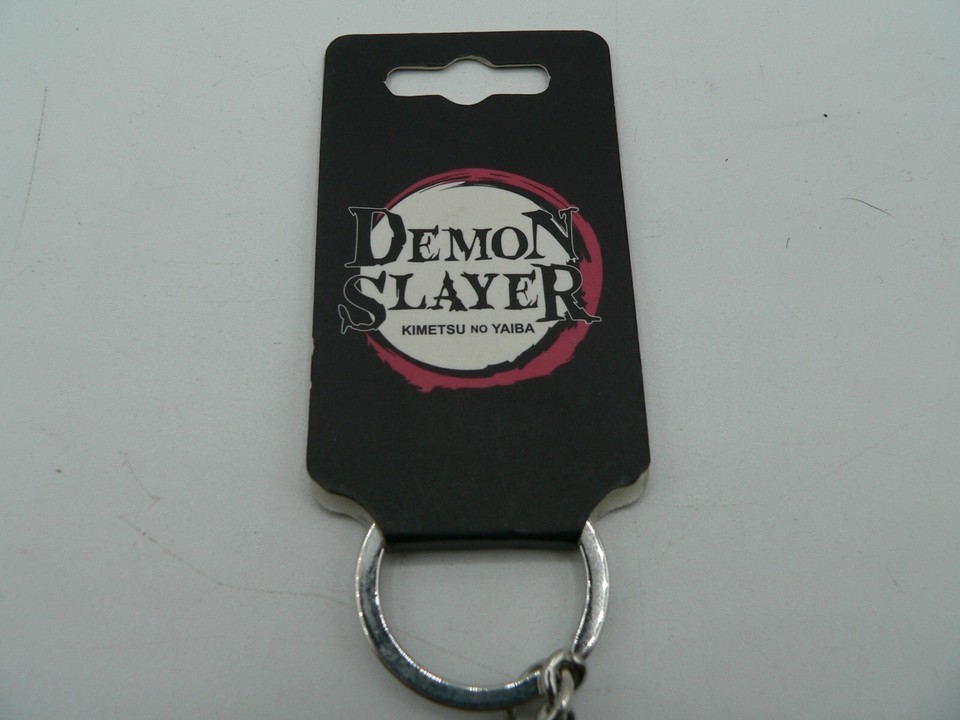 DEMON
SLAYER
KIMETSU NO YAIBA